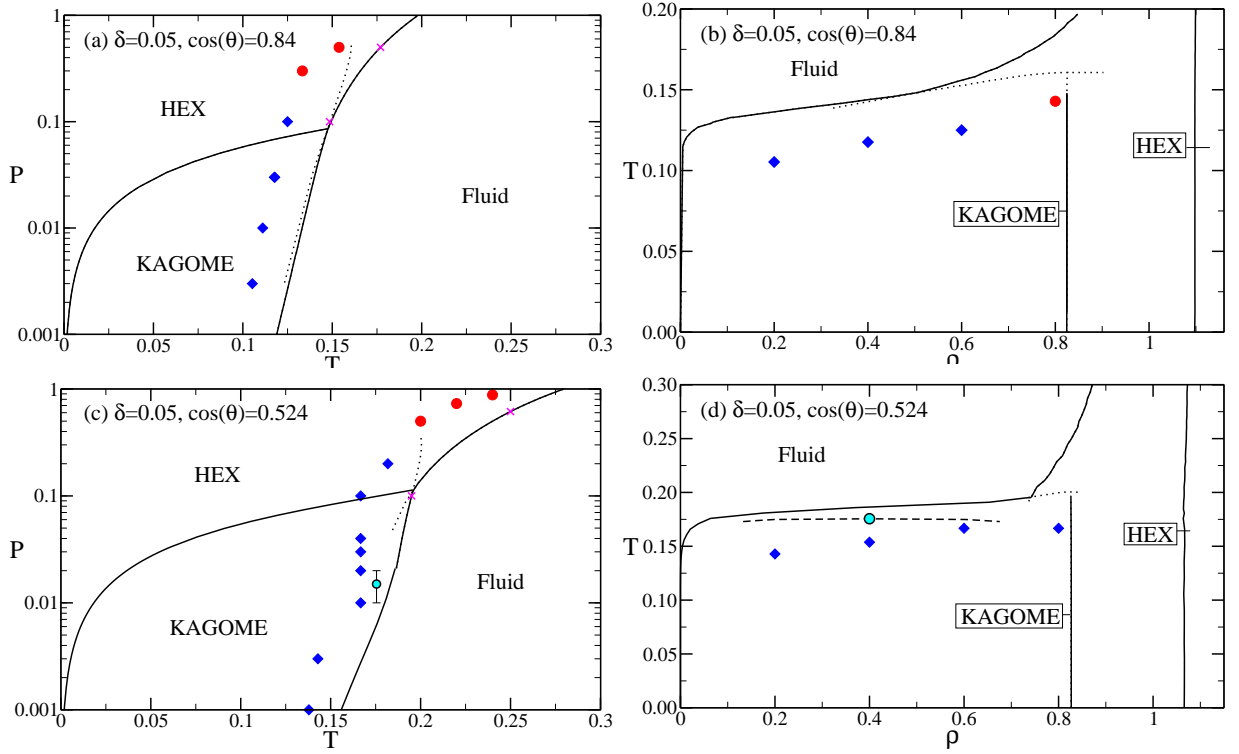 (a) δ=0.05, cos(θ)=0.84
1
0.1
0.01
0.001
P
HEX
KAGOME
Fluid
0
0.05
0.1
0.15
0.2
0.25
0.3
T
(b) δ=0.05, cos(θ)=0.84
0.20
0.15
0.10
0.05
0.00
T
Fluid
HEX
KAGOME
0
0.2
0.4
0.6
0.8
1
ρ
(c) δ=0.05, cos(θ)=0.524
1
0.1
0.01
0.001
P
HEX
KAGOME
Fluid
0
0.05
0.1
0.15
0.2
0.25
0.3
T
(d) δ=0.05, cos(θ)=0.524
0.30
0.25
0.20
0.15
0.10
0.05
0.00
T
Fluid
HEX
KAGOME
0
0.2
0.4
0.6
0.8
1
ρ